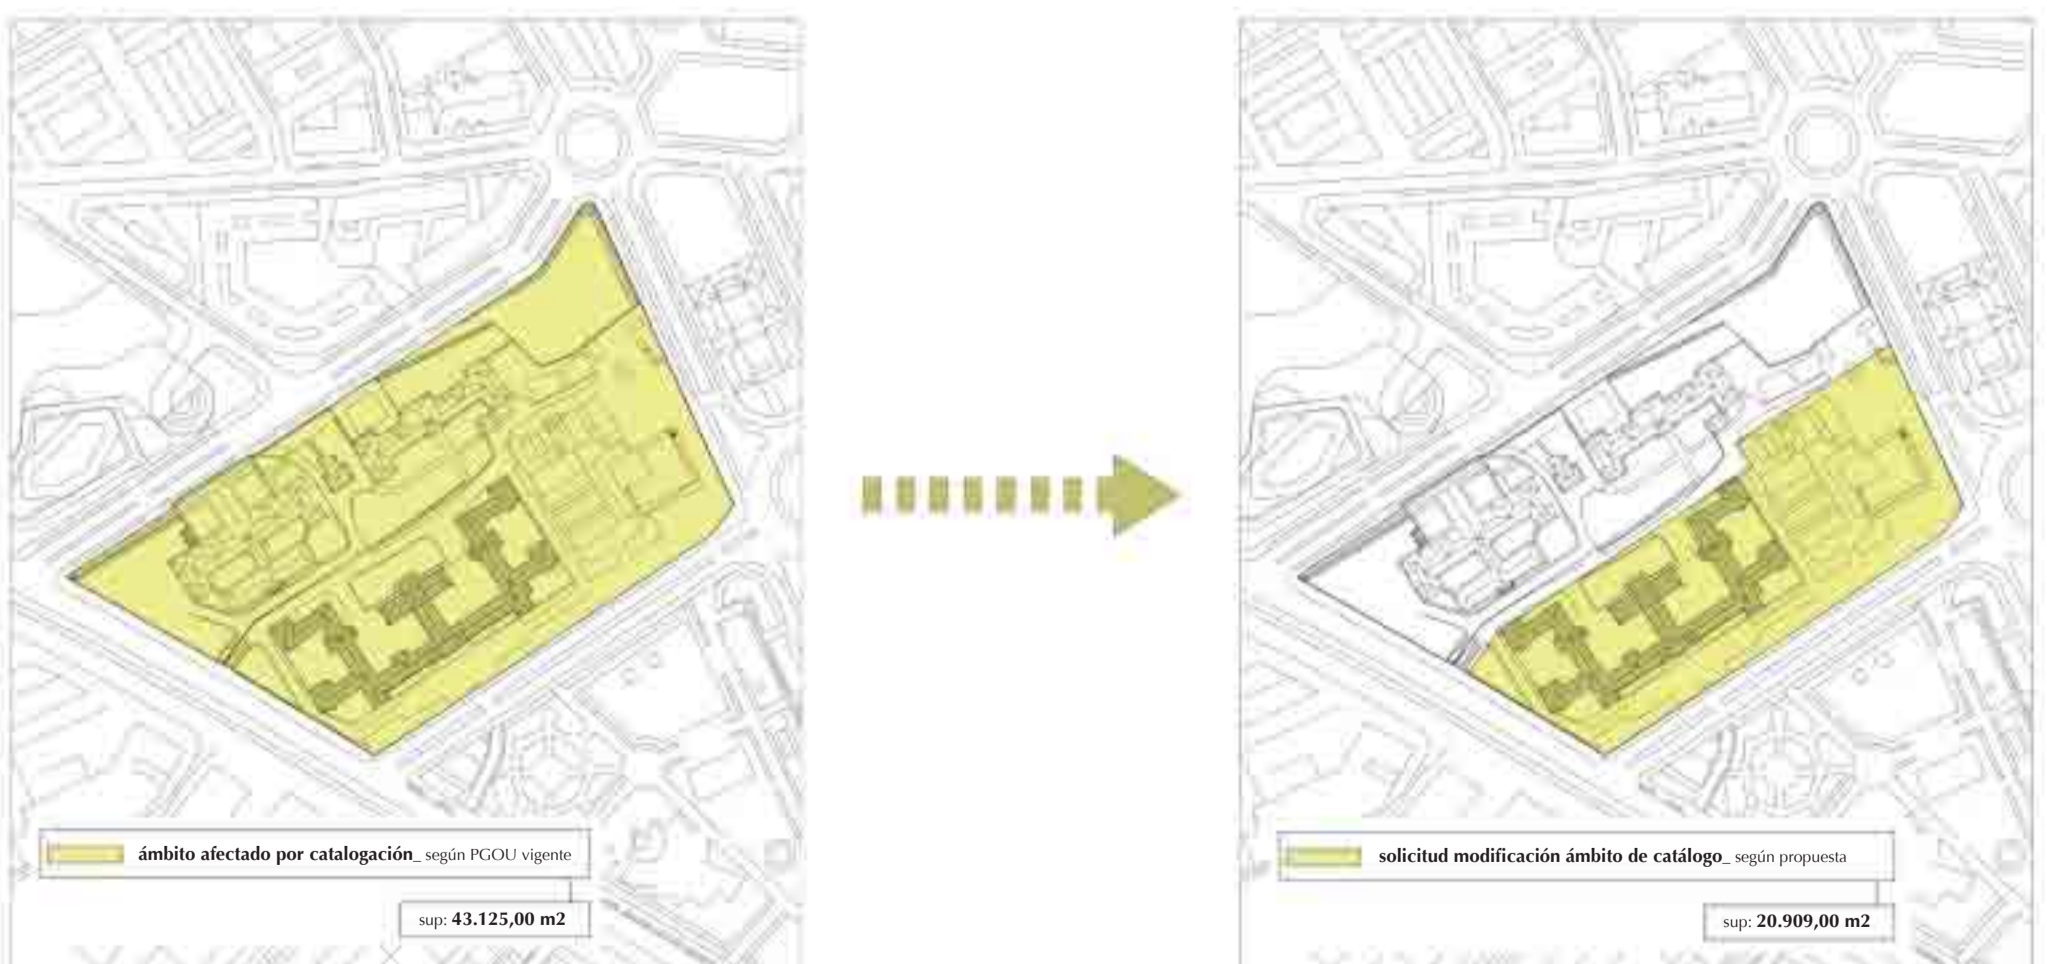 ámbito afectado por catalogación_ según PGOU vigente
sup: 43.125,00 m2
solicitud modificación ámbito de catálogo_ según propuesta
sup: 20.909,00 m2